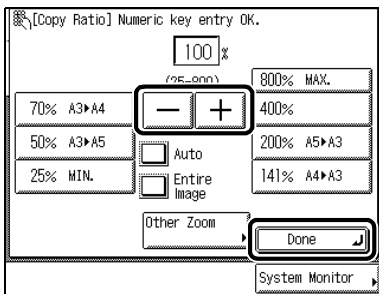 [Copy Ratio] Numeric key entry OK.
100 %
(25-800)
800% MAX.
70% A3▶A4
− +
400%
50% A3▶A5
Auto
200% A5▶A3
25% MIN.
Entire
Image
141% A4▶A3
Other Zoom
Done
System Monitor